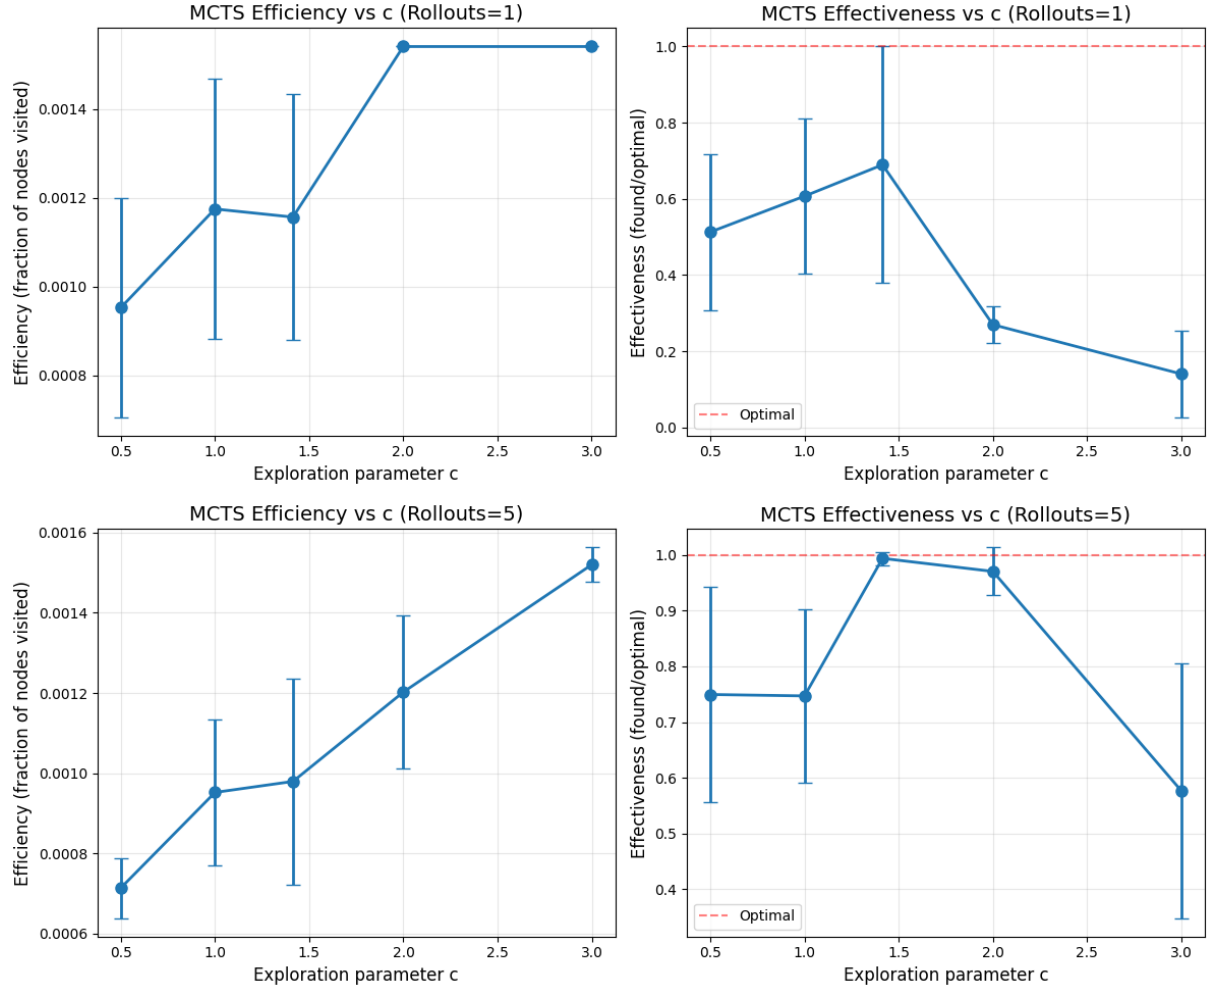 MCTS Efficiency vs c (Rollouts=1)
Efficiency (fraction of nodes visited)
0.0014
0.0012
0.0010
0.0008
0.5 1.0 1.5 2.0 2.5 3.0
Exploration parameter c
MCTS Effectiveness vs c (Rollouts=1)
Effectiveness (found/optimal)
1.0
0.8
0.6
0.4
0.2
0.0
Optimal
0.5 1.0 1.5 2.0 2.5 3.0
Exploration parameter c
MCTS Efficiency vs c (Rollouts=5)
Efficiency (fraction of nodes visited)
0.0016
0.0014
0.0012
0.0010
0.0008
0.0006
0.5 1.0 1.5 2.0 2.5 3.0
Exploration parameter c
MCTS Effectiveness vs c (Rollouts=5)
Effectiveness (found/optimal)
1.0
0.9
0.8
0.7
0.6
0.5
0.4
Optimal
0.5 1.0 1.5 2.0 2.5 3.0
Exploration parameter c